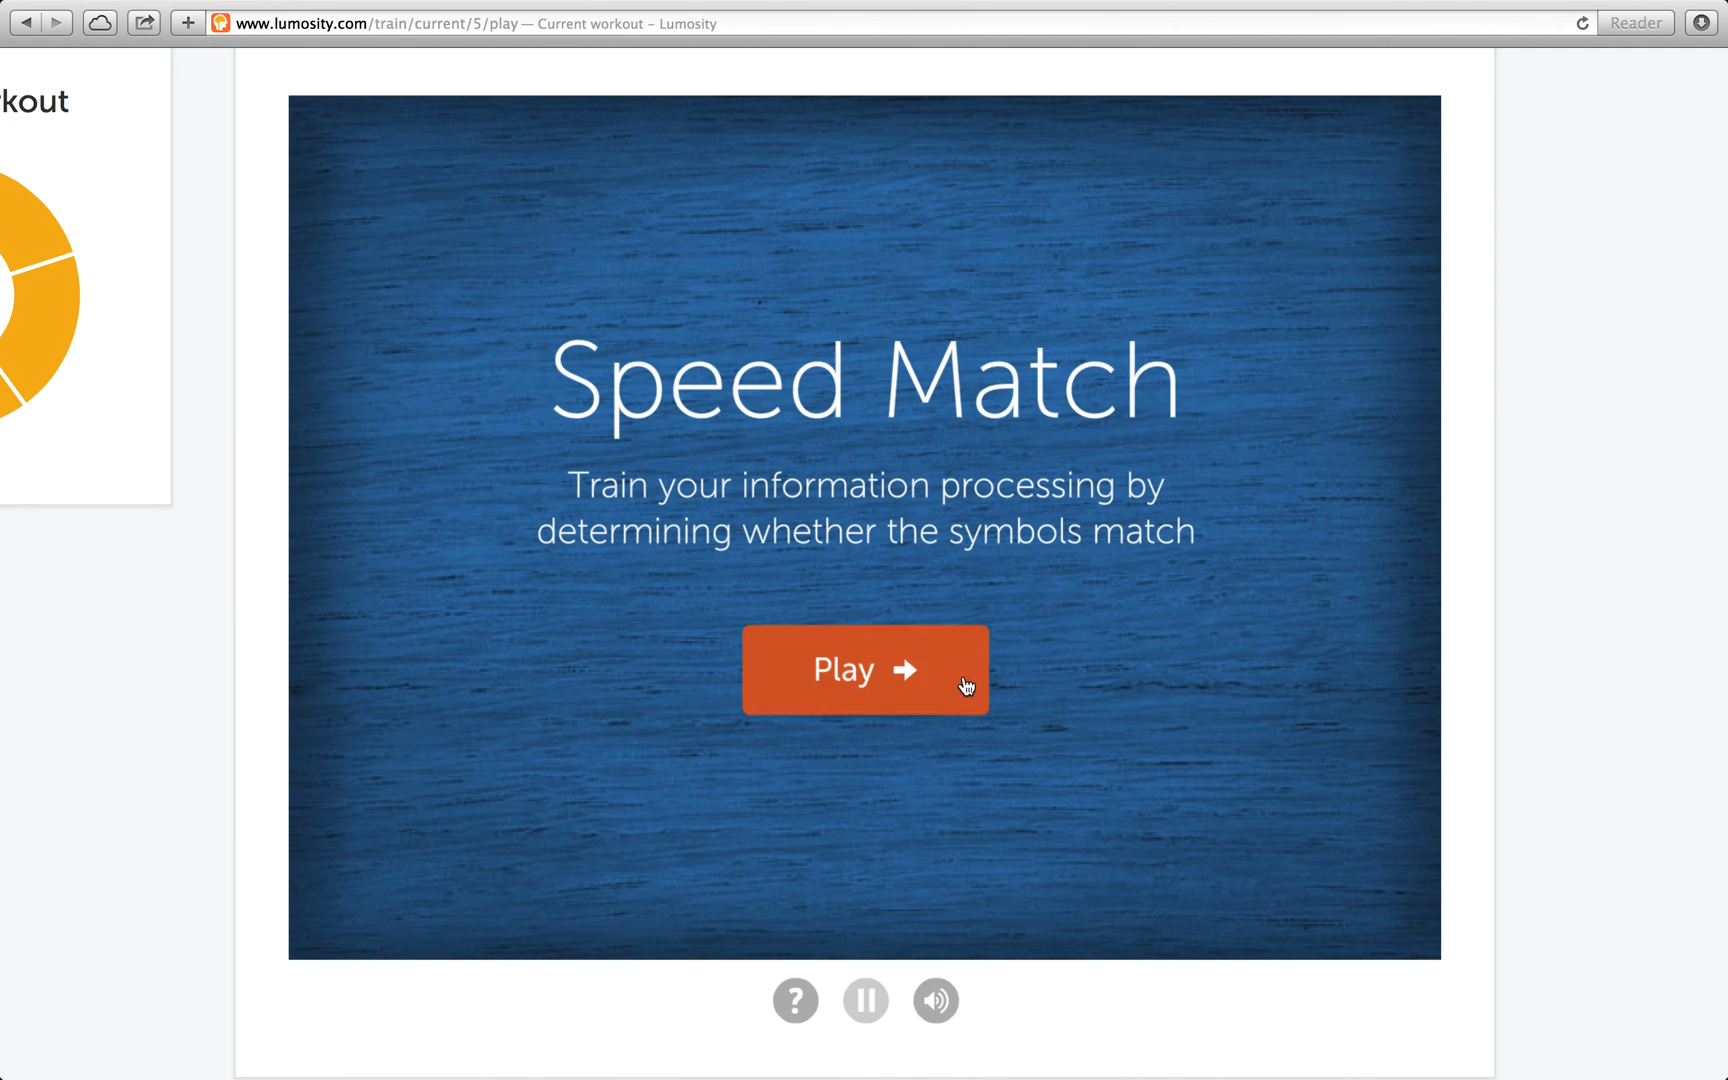 www.lumosity.com/train/current/5/play — Current workout – Lumosity
Reader
kout
Speed Match
Train your information processing by
determining whether the symbols match
Play
?